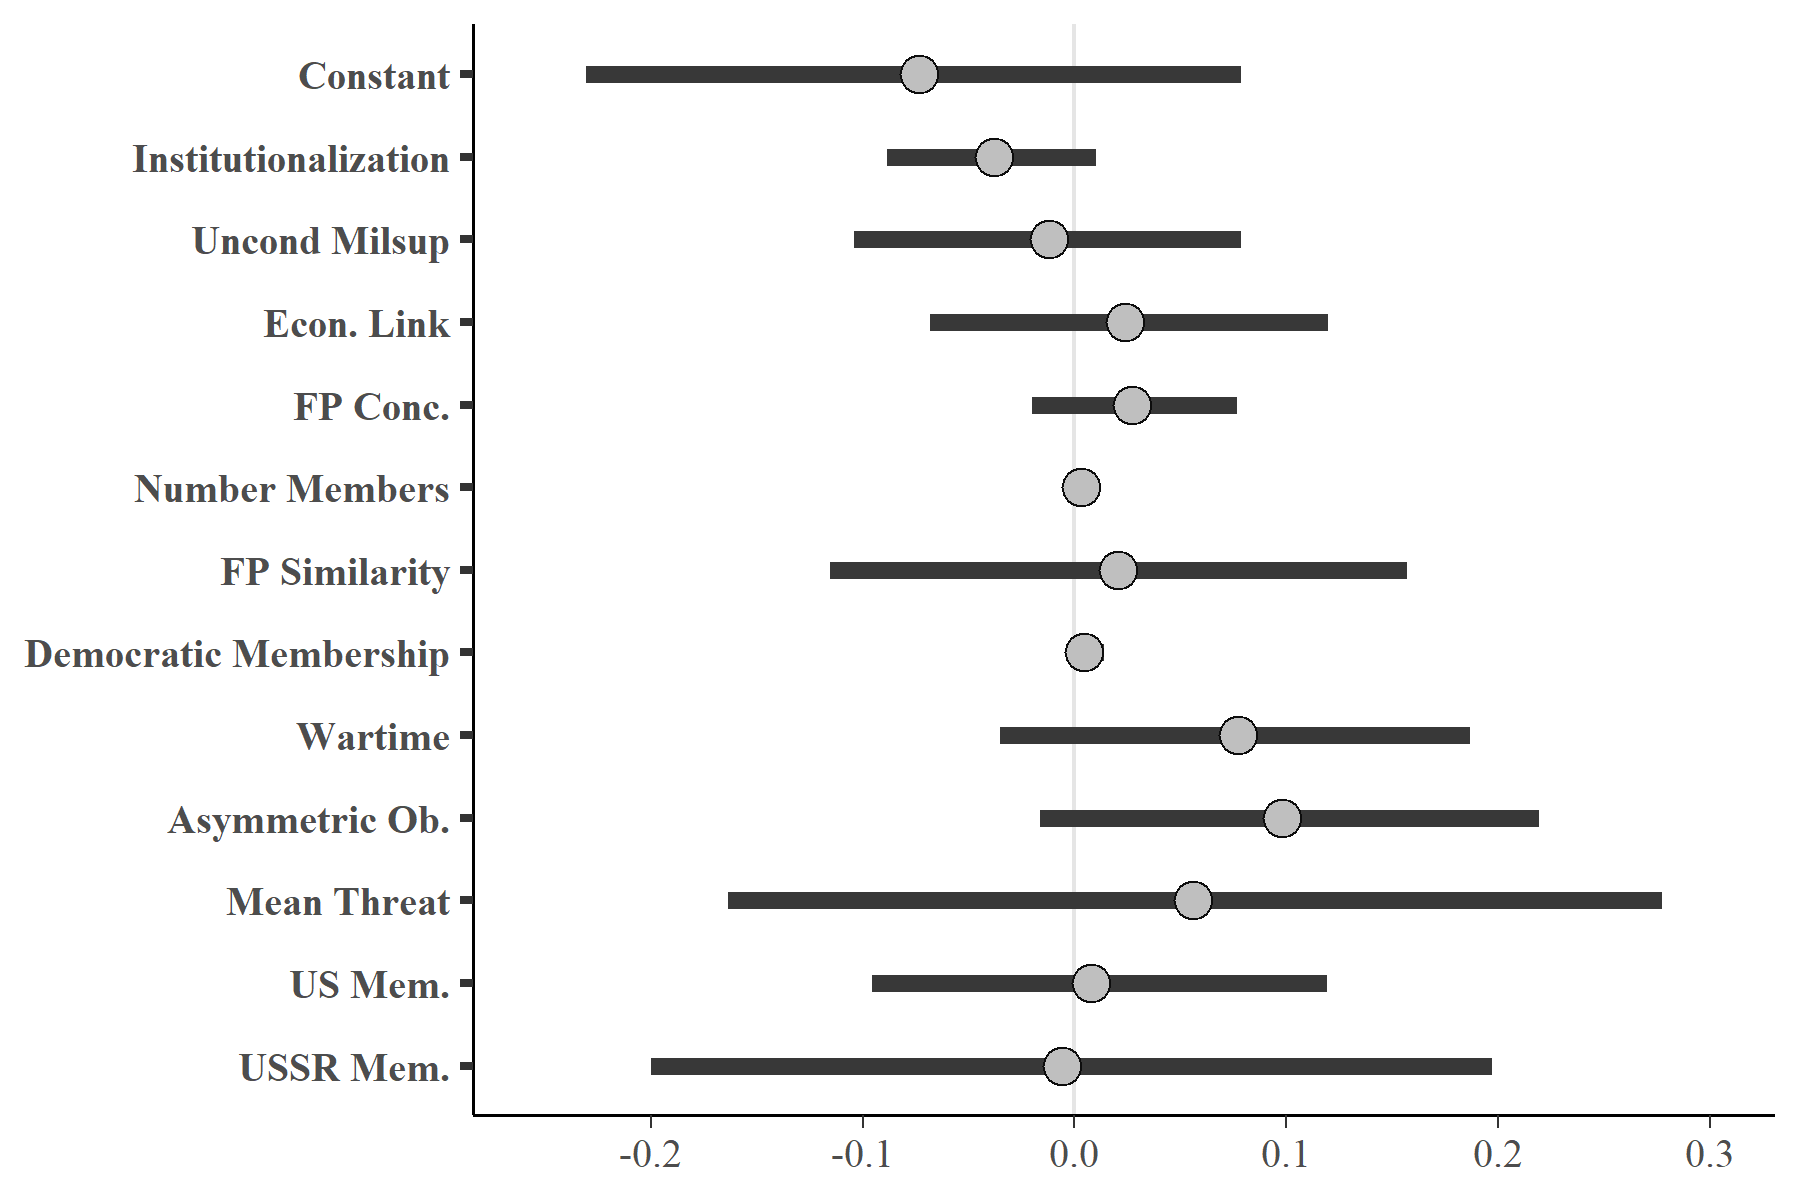 Constant
Institutionalization
Uncond Milsup
Econ. Link
FP Conc.
Number Members
FP Similarity
Democratic Membership
Wartime
Asymmetric Ob.
Mean Threat
US Mem.
USSR Mem.
-0.2 -0.1 0.0 0.1 0.2 0.3